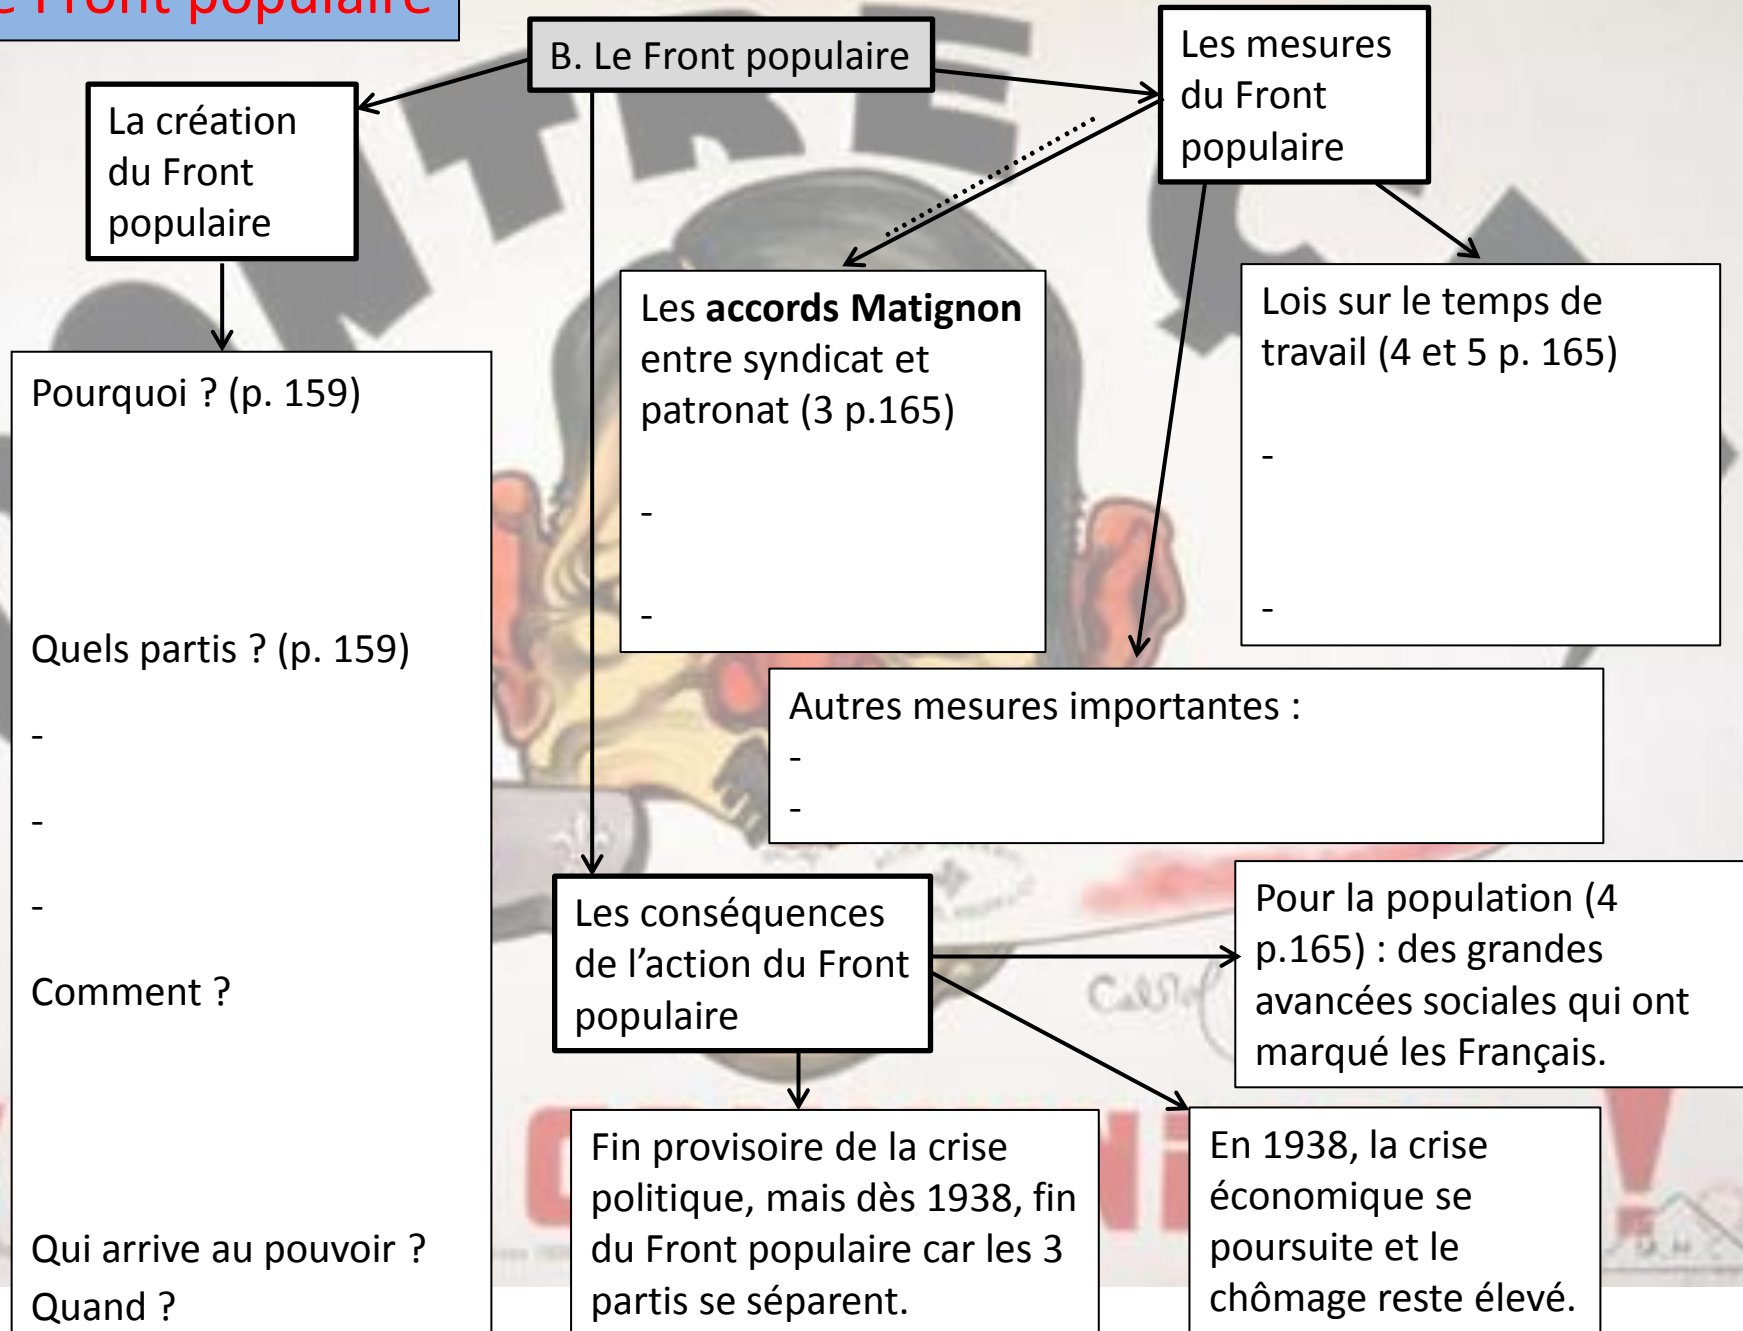 e Front populaire
B. Le Front populaire
Les mesures
du Front
populaire
La création
du Front
populaire
Les accords Matignon
entre syndicat et
patronat (3 p.165)
-
-
Lois sur le temps de
travail (4 et 5 p. 165)
-
-
Pourquoi ? (p. 159)
Quels partis ? (p. 159)
-
-
-
Comment ?
Qui arrive au pouvoir ?
Quand ?
Autres mesures importantes :
-
-
Les conséquences
de l’action du Front
populaire
Pour la population (4
p.165) : des grandes
avancées sociales qui ont
marqué les Français.
Fin provisoire de la crise
politique, mais dès 1938, fin
du Front populaire car les 3
partis se séparent.
En 1938, la crise
économique se
poursuite et le
chômage reste élevé.